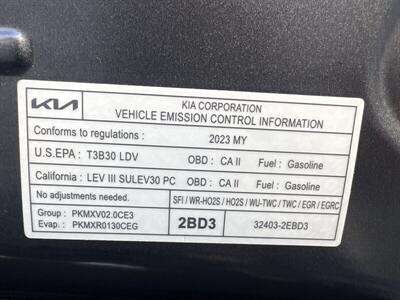 KIA KIA CORPORATION
VEHICLE EMISSION CONTROL INFORMATION
Conforms to regulations: 2023 MY
U.S.EPA : T3B30 LDV OBD : CA II Fuel : Gasoline
California : LEV III SULEV30 PC OBD : CA II Fuel : Gasoline
No adjustments needed. SFI / WR-HO2S / HO2S / WU-TWC / TWC / EGR / EGRC
Group : PKMXV02.0CE3 2BD3 32403-2EBD3
Evap. : PKMXR0130CEG